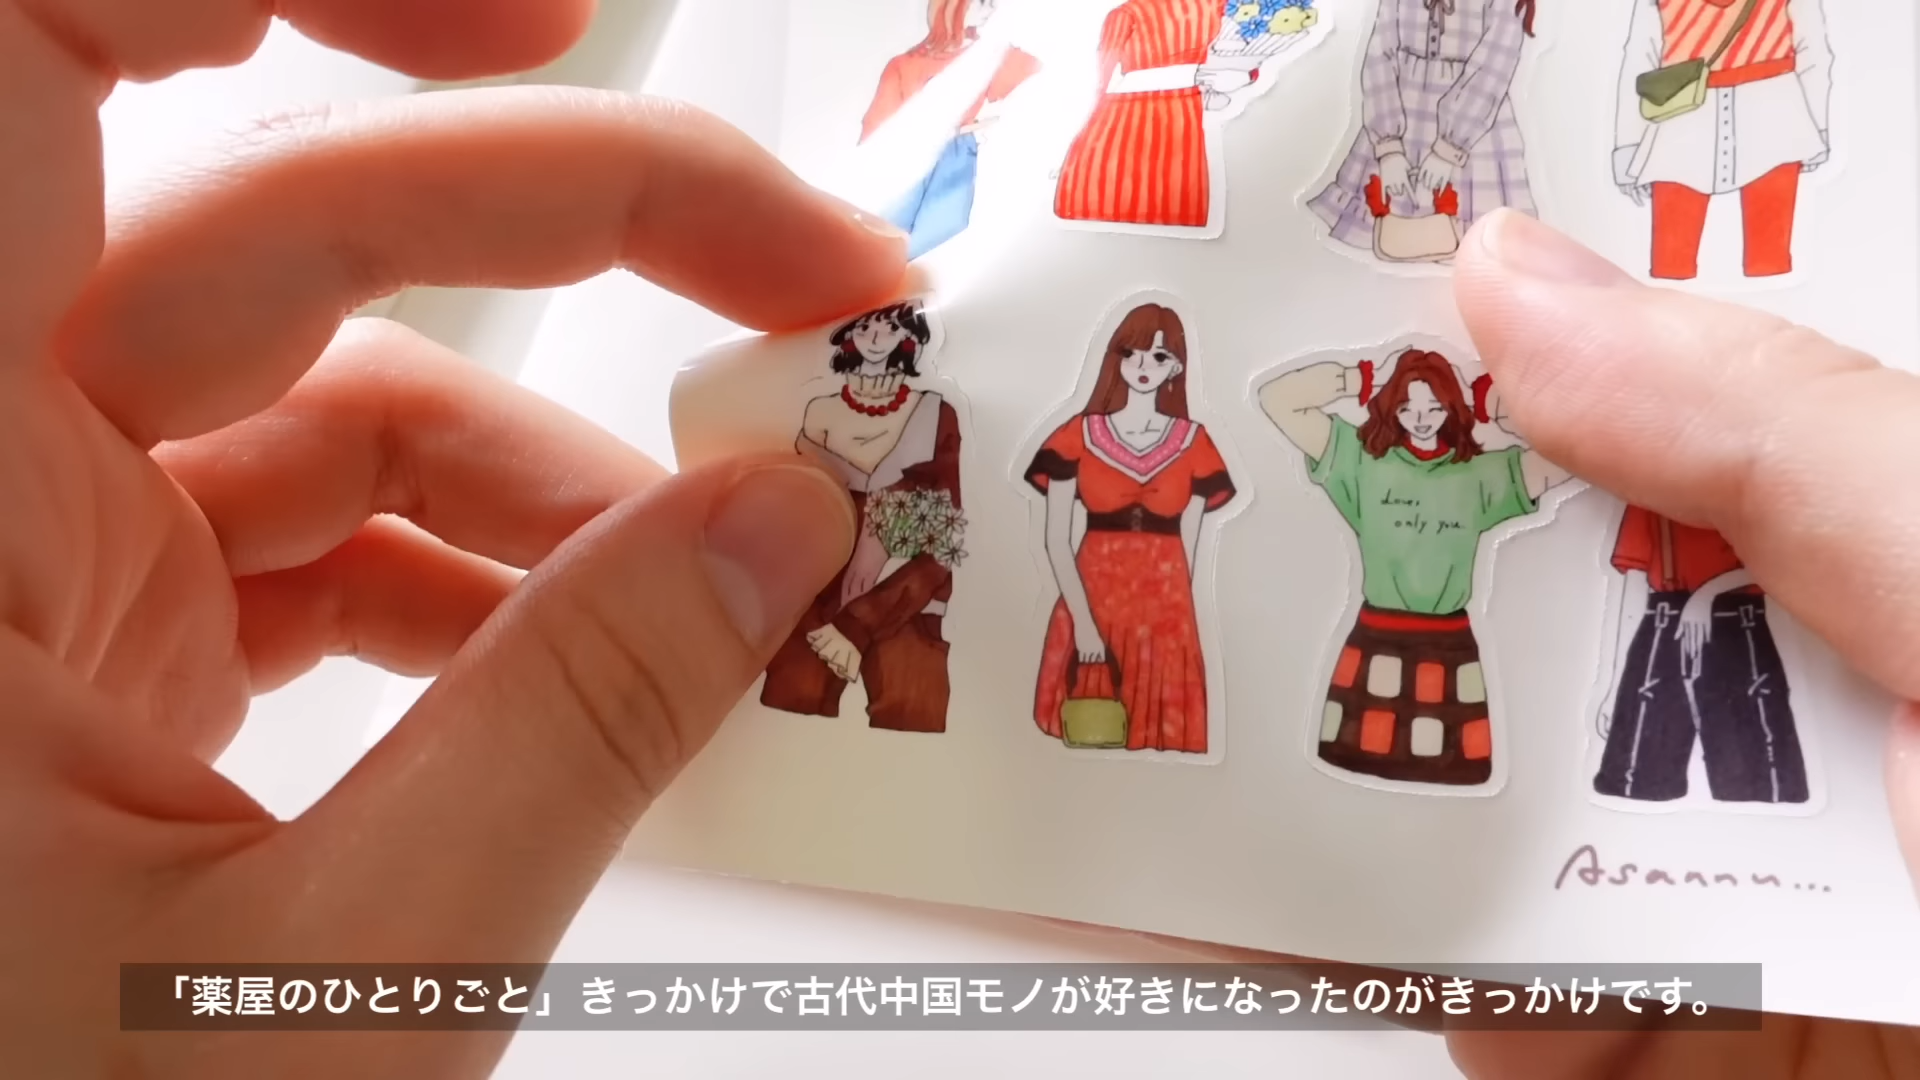 Love,
only you
Asannu...
「薬屋のひとりごと」きっかけで古代中国モノが好きになったのがきっかけです。